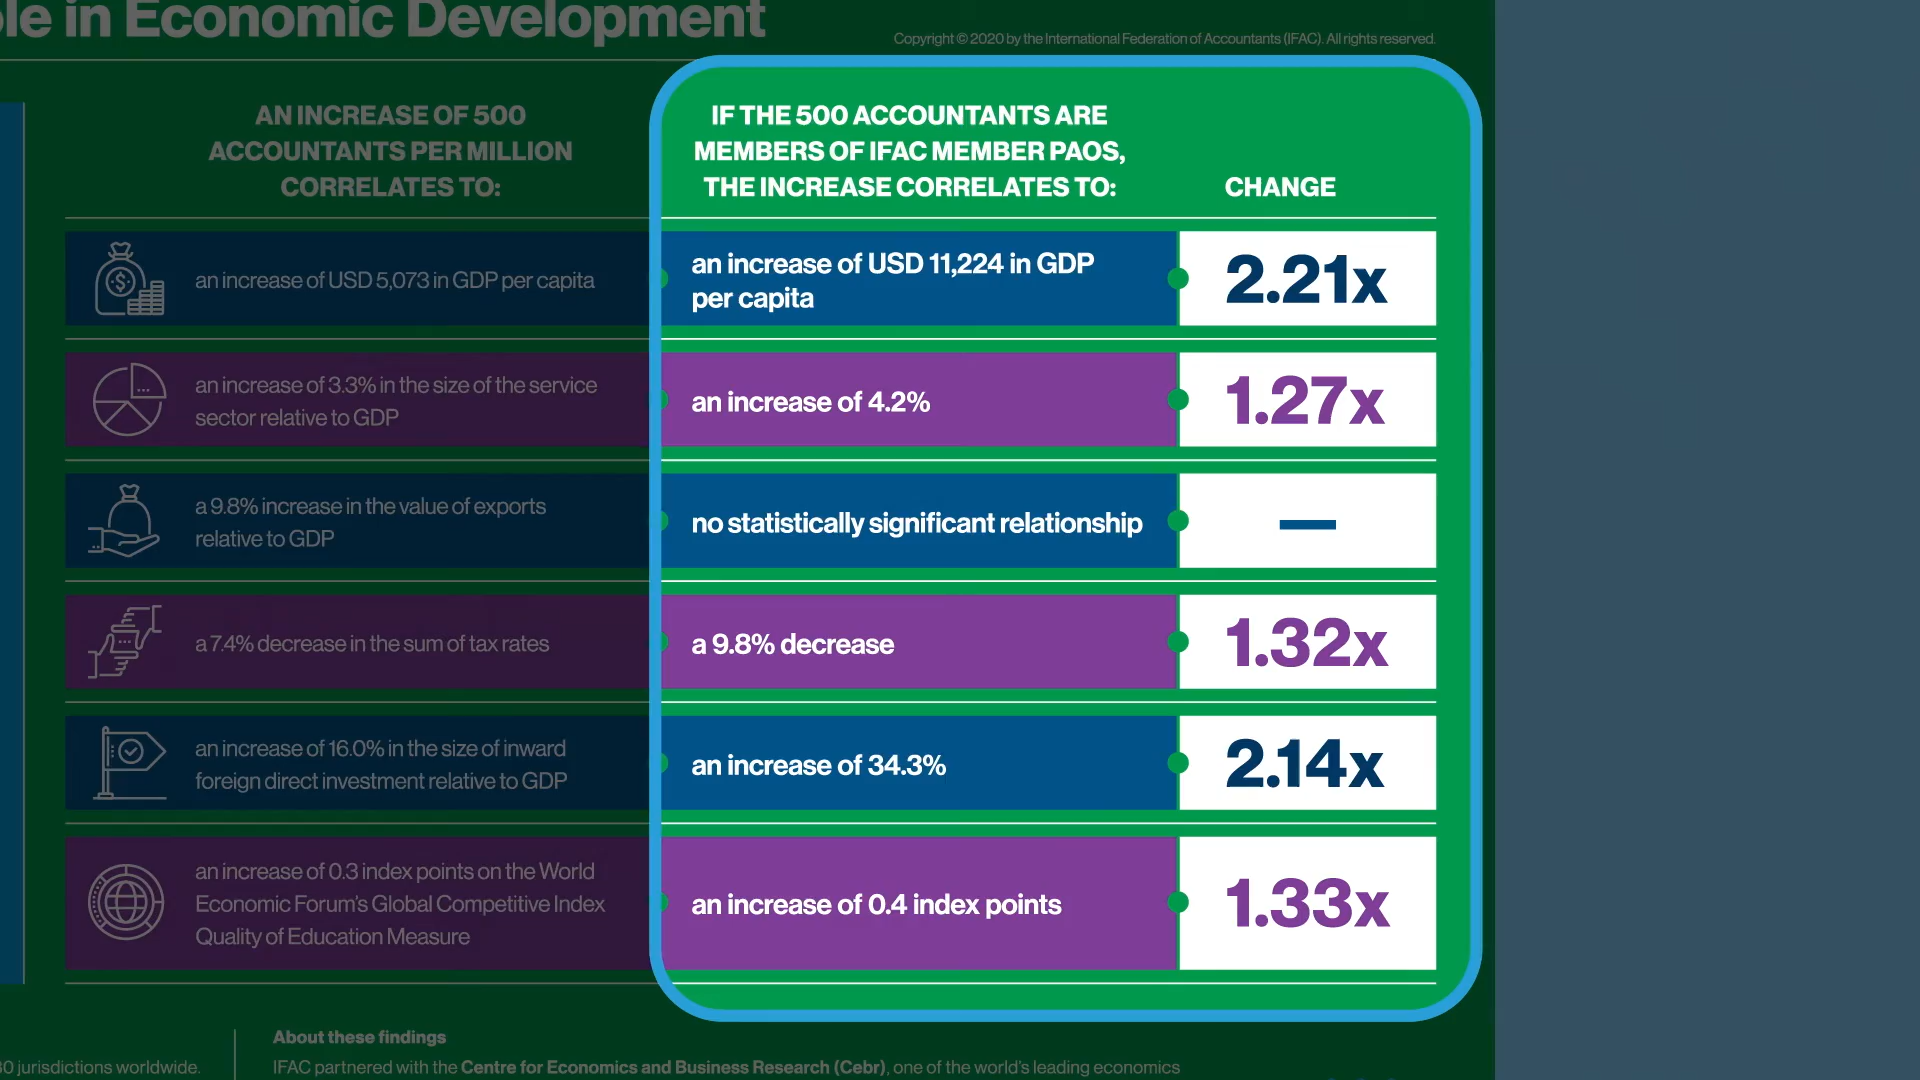 le in Economic Development
Copyright © 2020 by the International Federation of Accountants (IFAC). All rights reserved.
AN INCREASE OF 500
ACCOUNTANTS PER MILLION
CORRELATES TO:
IF THE 500 ACCOUNTANTS ARE
MEMBERS OF IFAC MEMBER PAOS,
THE INCREASE CORRELATES TO:
CHANGE
an increase of USD 5,073 in GDP per capita
an increase of USD 11,224 in GDP
per capita
2.21x
an increase of 3.3% in the size of the service
sector relative to GDP
an increase of 4.2%
1.27x
a 9.8% increase in the value of exports
relative to GDP
no statistically significant relationship
—
a 7.4% decrease in the sum of tax rates
a 9.8% decrease
1.32x
an increase of 16.0% in the size of inward
foreign direct investment relative to GDP
an increase of 34.3%
2.14x
an increase of 0.3 index points on the World
Economic Forum's Global Competitive Index
Quality of Education Measure
an increase of 0.4 index points
1.33x
0 jurisdictions worldwide.
About these findings
IFAC partnered with the Centre for Economics and Business Research (Cebr), one of the world's leading economics